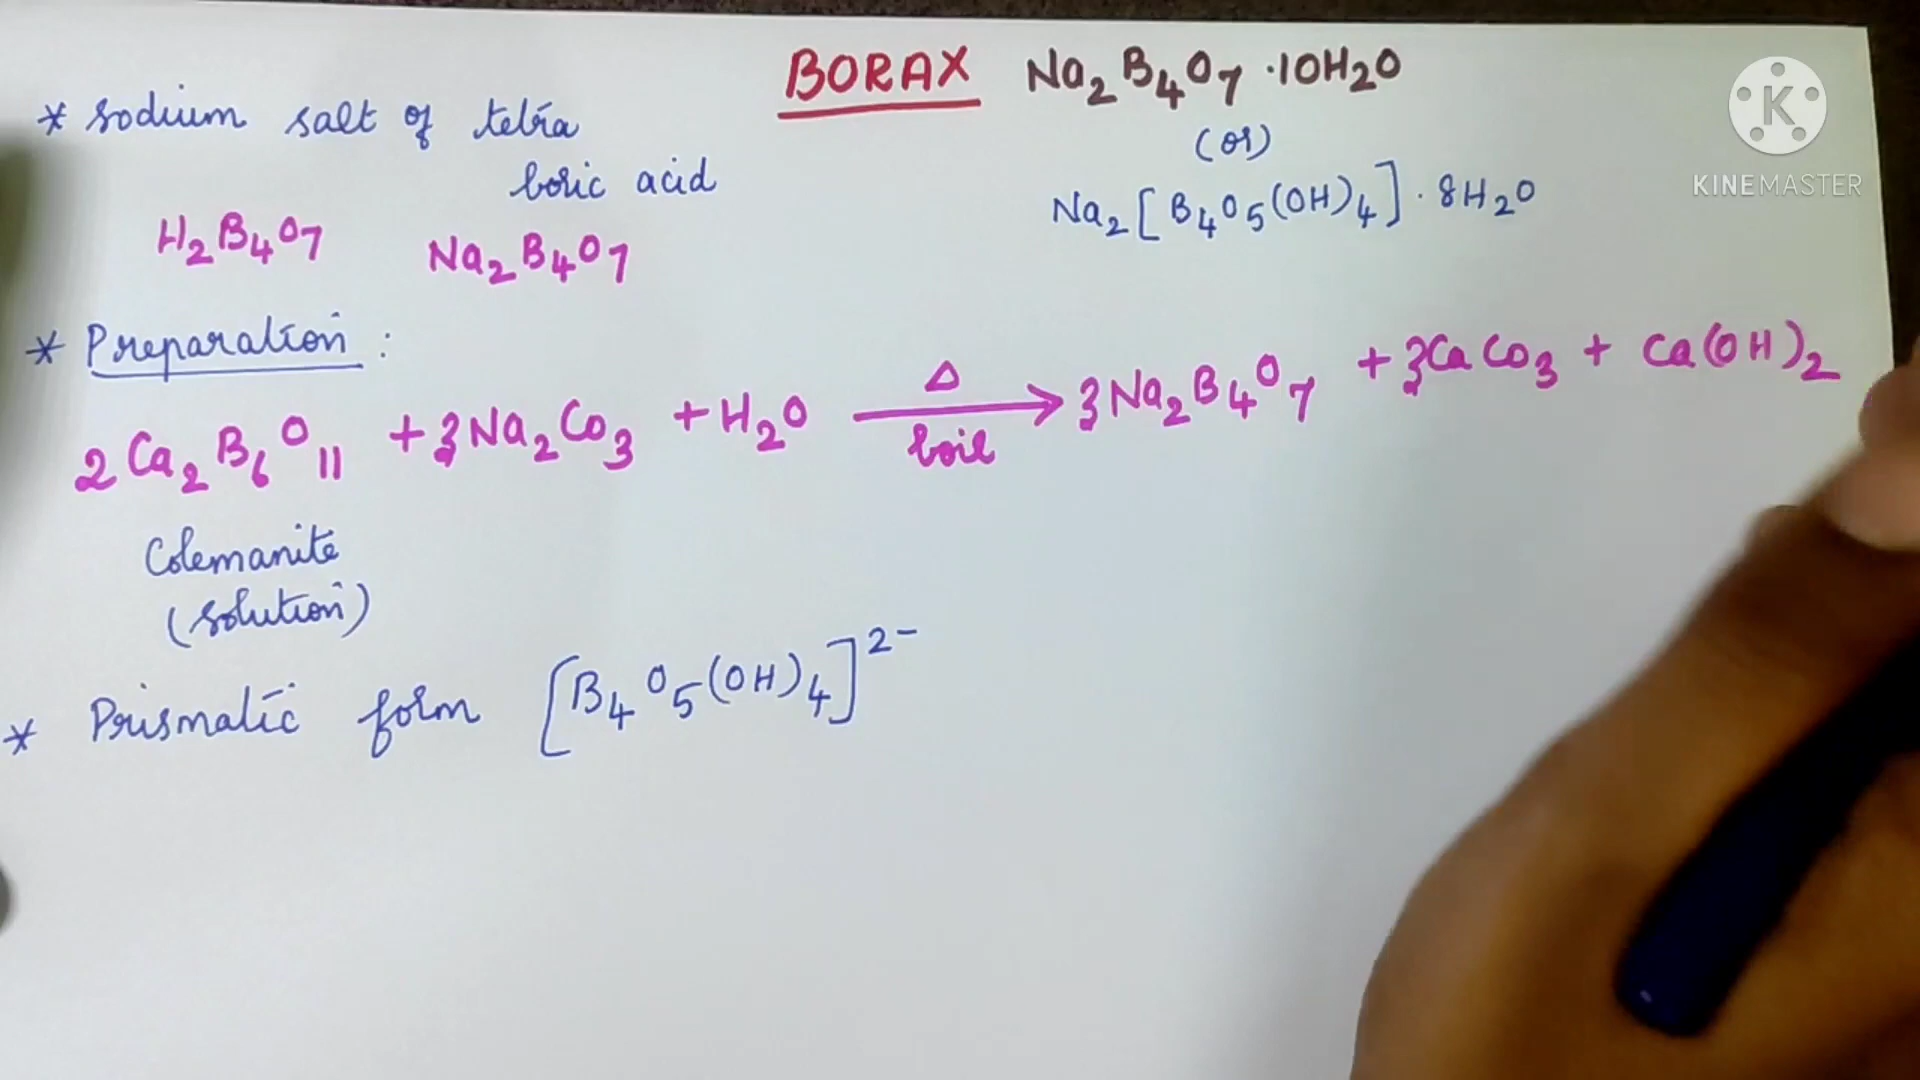 BORAX Na2B4O7 ·10H2O
* Sodium salt of tetra
boric acid
(or)
Na2[B4O5(OH)4] · 8H2O
H2B4O7 Na2B4O7
* Preparation :
2Ca2B6O11 + 3Na2Co3 + H2O Δ boil → 3Na2B4O7 + 3CaCo3 + Ca(OH)2
Colemanite
(solution)
* Prismatic form [B4O5(OH)4]2-
K
KINEMASTER